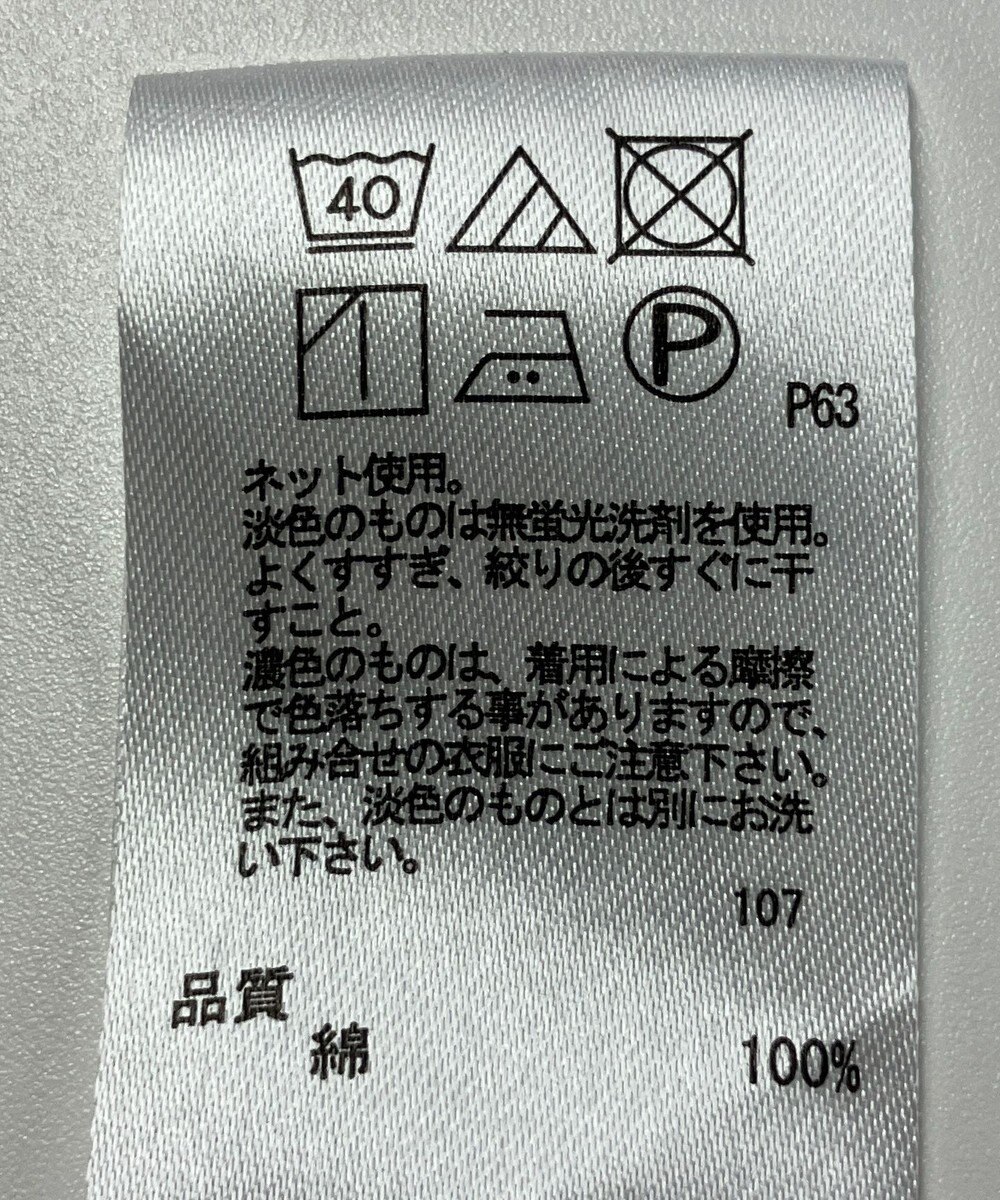 40
P
P63
ネット使用。
淡色のものは無蛍光洗剤を使用。
よくすすぎ、絞りの後すぐに干
すこと。
濃色のものは、着用による摩擦
で色落ちする事がありますので、
組み合せの衣服にご注意下さい。
また、淡色のものとは別にお洗
い下さい。
107
品質
綿 100%